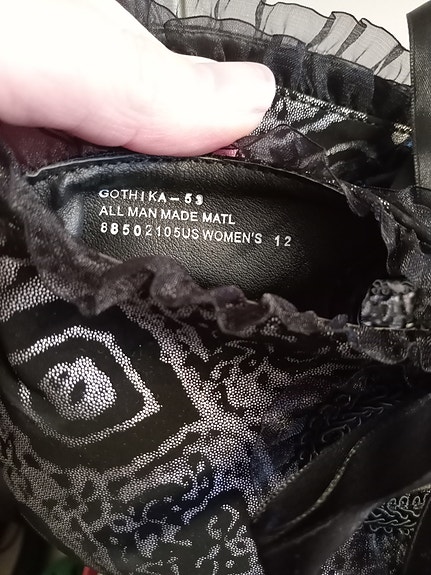 GOTHIKA-53
ALL MAN MADE MATL
88502105US WOMEN'S 12